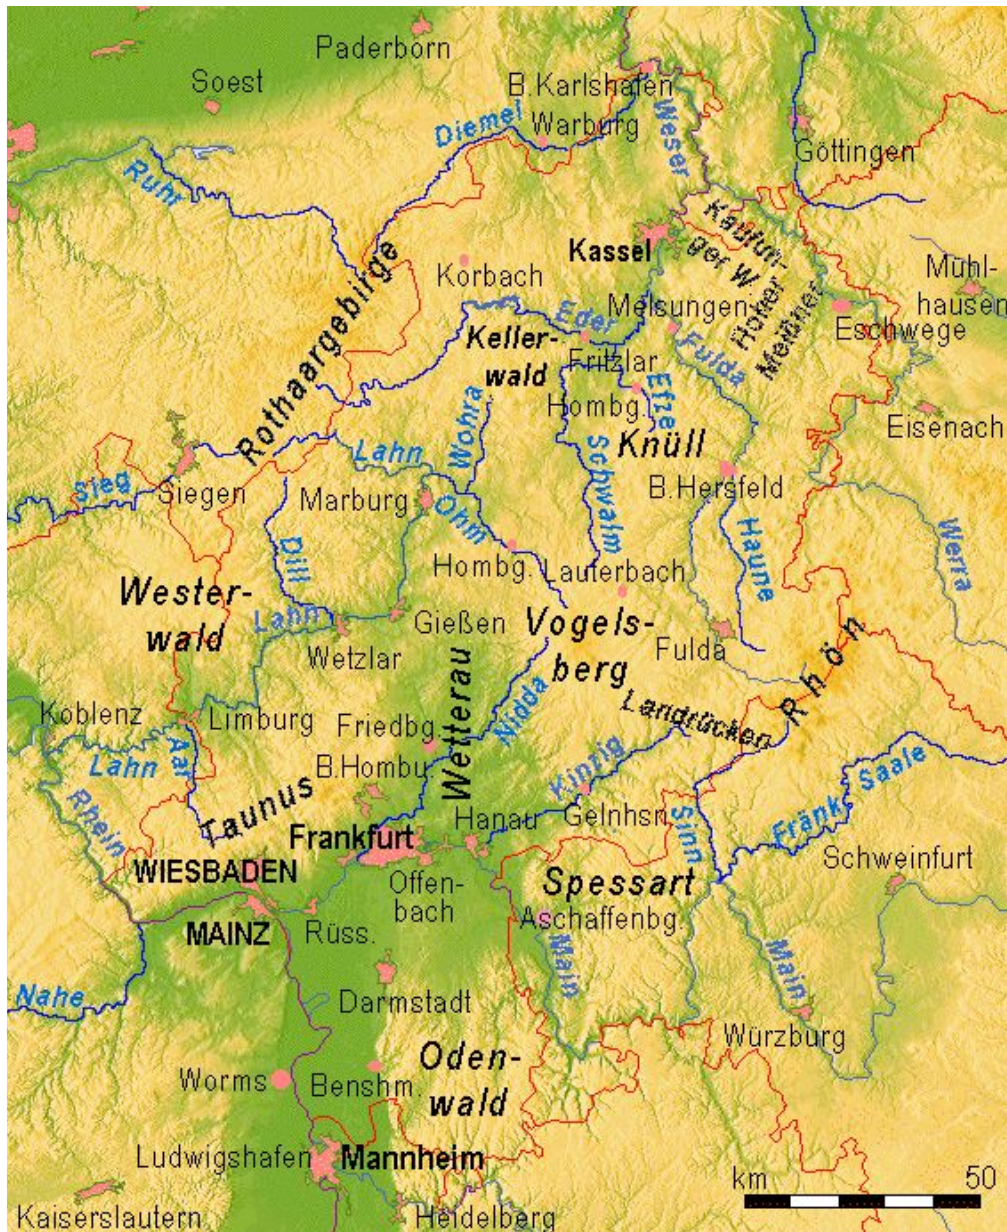 Paderborn
Soest
B.Karlshafen
Diemel
Warburg
Weser
Göttingen
Ruhr
Kassel
Kaufun-
ger W.
Hoher
Meißner
Mühl-
hausen
Korbach
Melsungen
Eschwege
Rothaargebirge
Eder
Keller-
wald
Fritzlar
Fulda
Hombg.
Efze
Wohra
Knüll
Eisenach
Lahn
Schwalm
Sieg
Siegen
Marburg
B.Hersfeld
Ohm
Dill
Hombg.
Lauterbach
Haune
Werra
Wester-
wald
Lahn
Gießen
Vogels-
berg
Wetzlar
Fulda
Rhön
Wetterau
Nidda
Landrücken
Koblenz
Limburg
Friedbg.
Lahn
Aar
B.Hombu.
Kinzig
Rhein
Taunus
Gelnhsn.
Sinn
Fränk. Saale
Frankfurt
Hanau
WIESBADEN
Offen-
bach
Spessart
Schweinfurt
MAINZ
Rüss.
Aschaffenbg.
Main
Main
Nahe
Darmstadt
Würzburg
Oden-
wald
Worms
Benshm.
Ludwigshafen
Mannheim
km
50
Kaiserslautern
Heidelberg